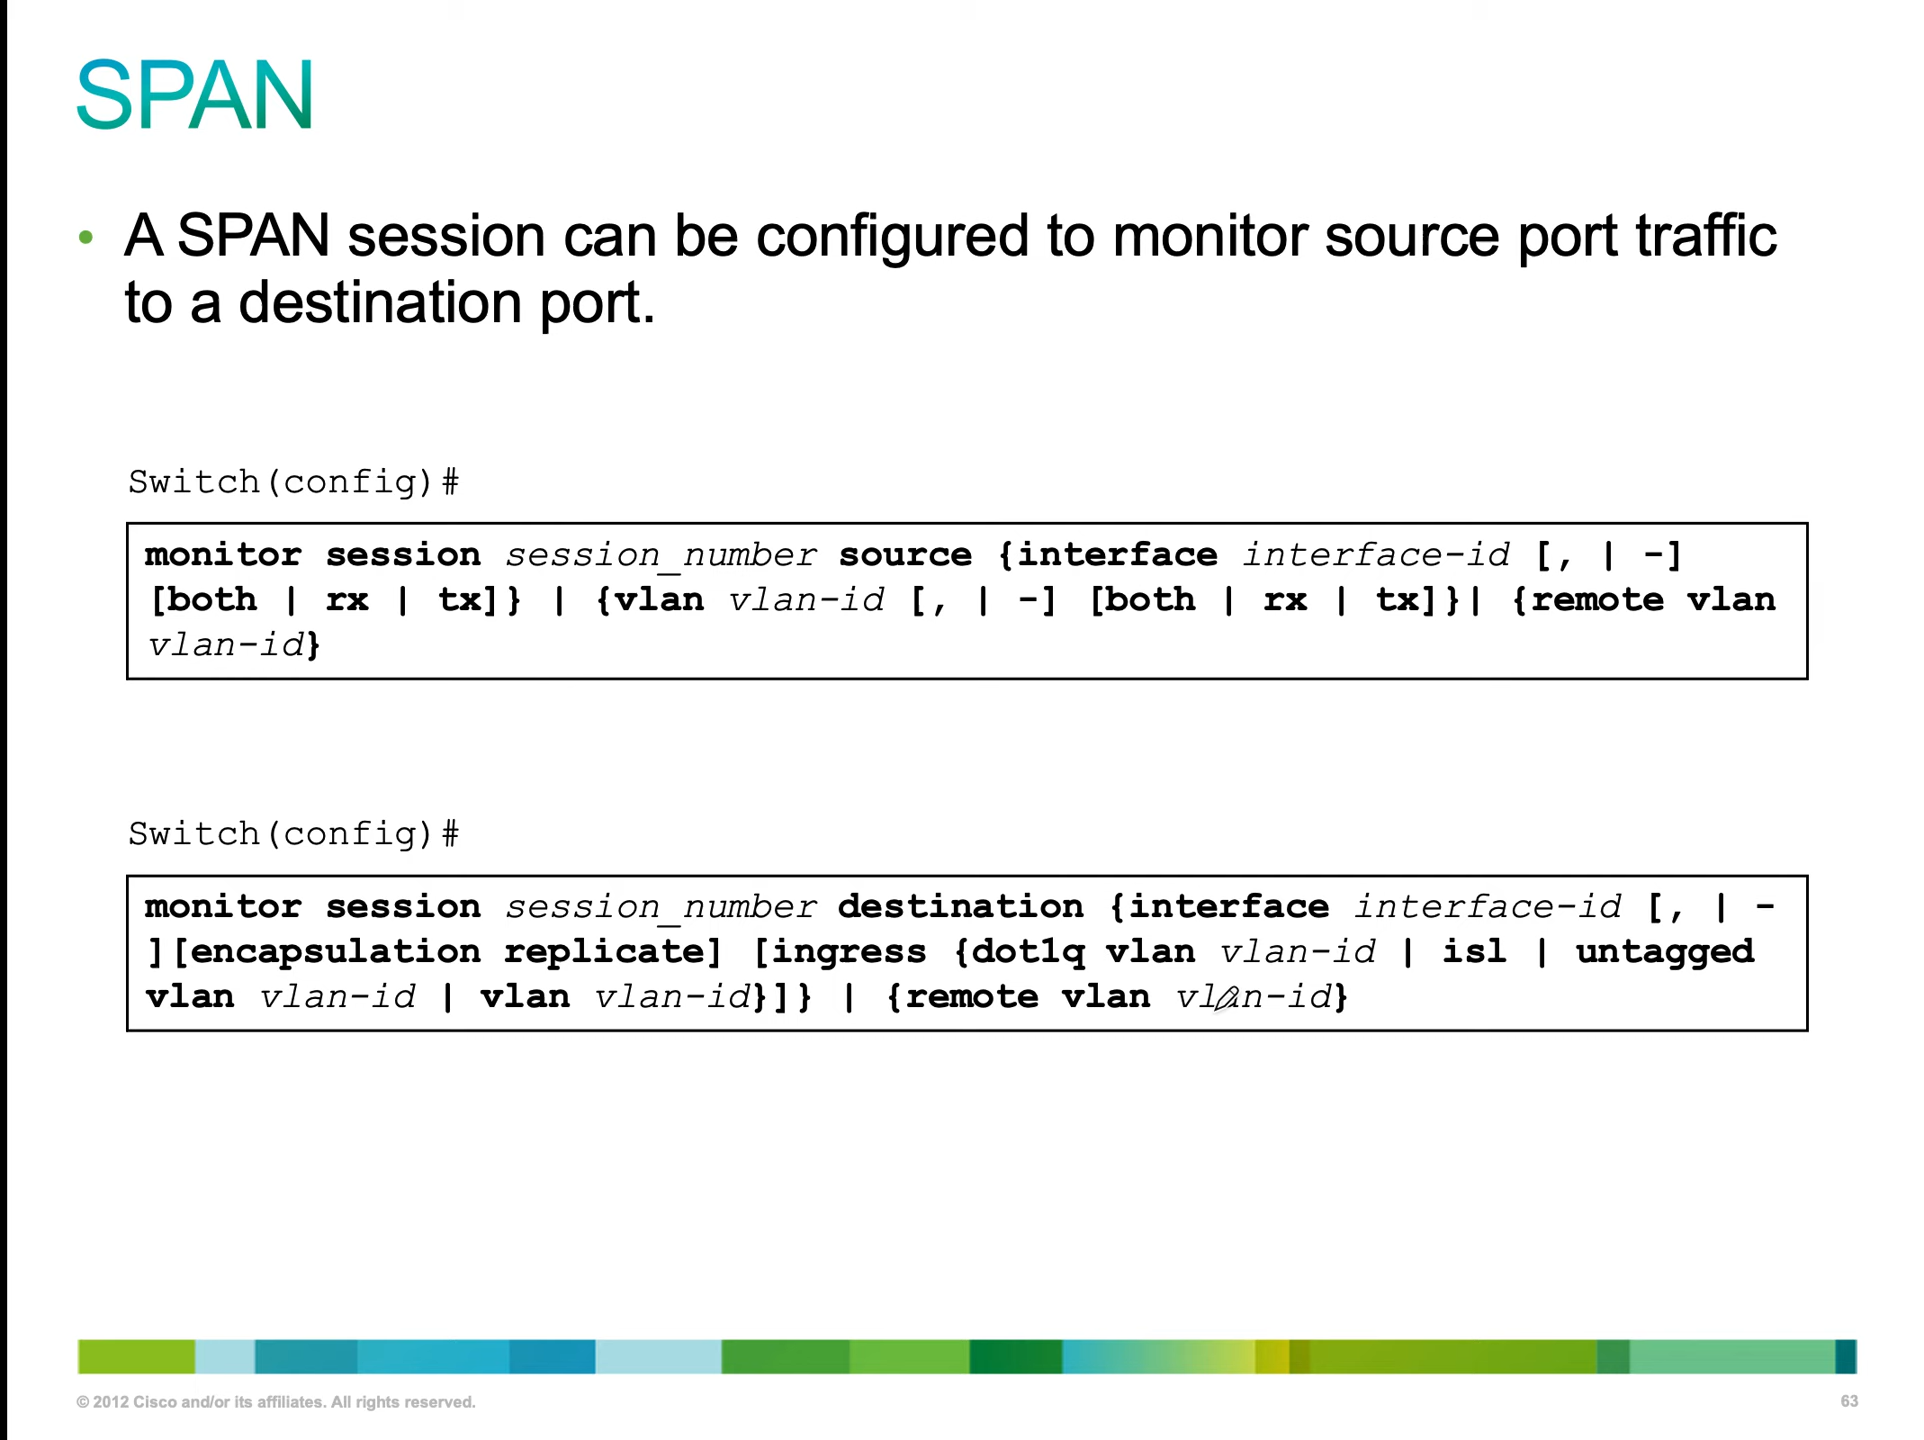 SPAN
• A SPAN session can be configured to monitor source port traffic
to a destination port.
Switch(config)#
monitor session session_number source {interface interface-id [, | -]
[both | rx | tx]} | {vlan vlan-id [, | -] [both | rx | tx]}| {remote vlan
vlan-id}
Switch(config)#
monitor session session_number destination {interface interface-id [, | -
][encapsulation replicate] [ingress {dot1q vlan vlan-id | isl | untagged
vlan vlan-id | vlan vlan-id}]} | {remote vlan vlan-id}
© 2012 Cisco and/or its affiliates. All rights reserved.
63